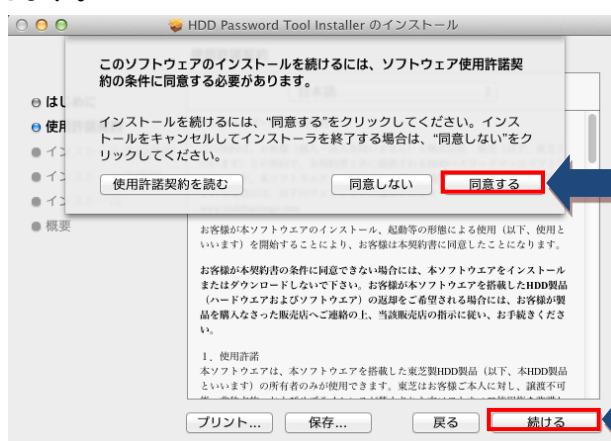 HDD Password Tool Installer のインストール
このソフトウェアのインストールを続けるには、ソフトウェア使用許諾契
約の条件に同意する必要があります。
インストールを続けるには、“同意する”をクリックしてください。インス
トールをキャンセルしてインストーラを終了する場合は、“同意しない”をク
リックしてください。
使用許諾契約を読む
同意しない
同意する
はじめに
使用
イン
イン
イン
概要
お客様が本ソフトウエアのインストール、起動等の形態による使用（以下、使用と
いいます）を開始することにより、お客様は本契約書に同意したことになります。
お客様が本契約書の条件に同意できない場合には、本ソフトウエアをインストール
またはダウンロードしないで下さい。お客様が本ソフトウエアを搭載したHDD製品
（ハードウエアおよびソフトウエア）の返却をご希望される場合には、お客様が製
品を購入なさった販売店へご連絡の上、当該販売店の指示に従い、お手続きくださ
い。
1．使用許諾
本ソフトウエアは、本ソフトウエアを搭載した東芝製HDD製品（以下、本HDD製品
といいます）の所有者のみが使用できます。東芝はお客様ご本人に対し、譲渡不可
プリント...
保存...
戻る
続ける